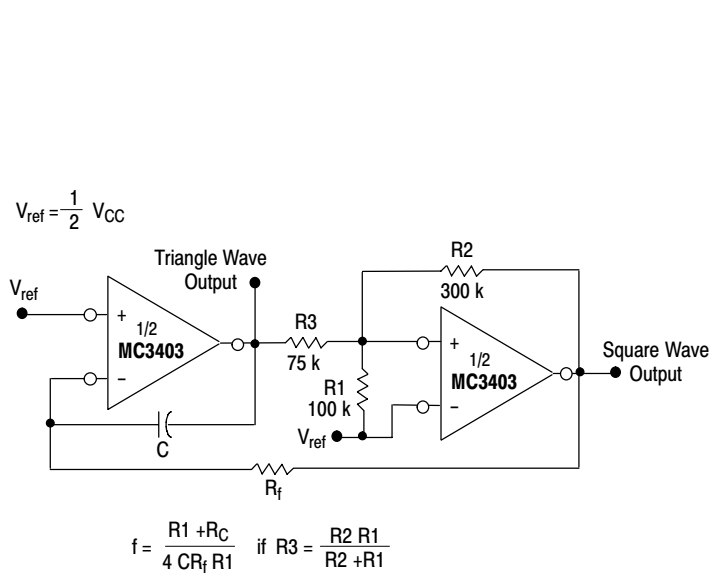 Vref = 1/2 VCC
Triangle Wave
Output
Vref
+
1/2
MC3403
−
C
R3
75 k
R1
100 k
Vref
R2
300 k
+
1/2
MC3403
−
Square Wave
Output
Rf
f = R1 +RC / 4 CRf R1 if R3 = R2 R1 / R2 +R1